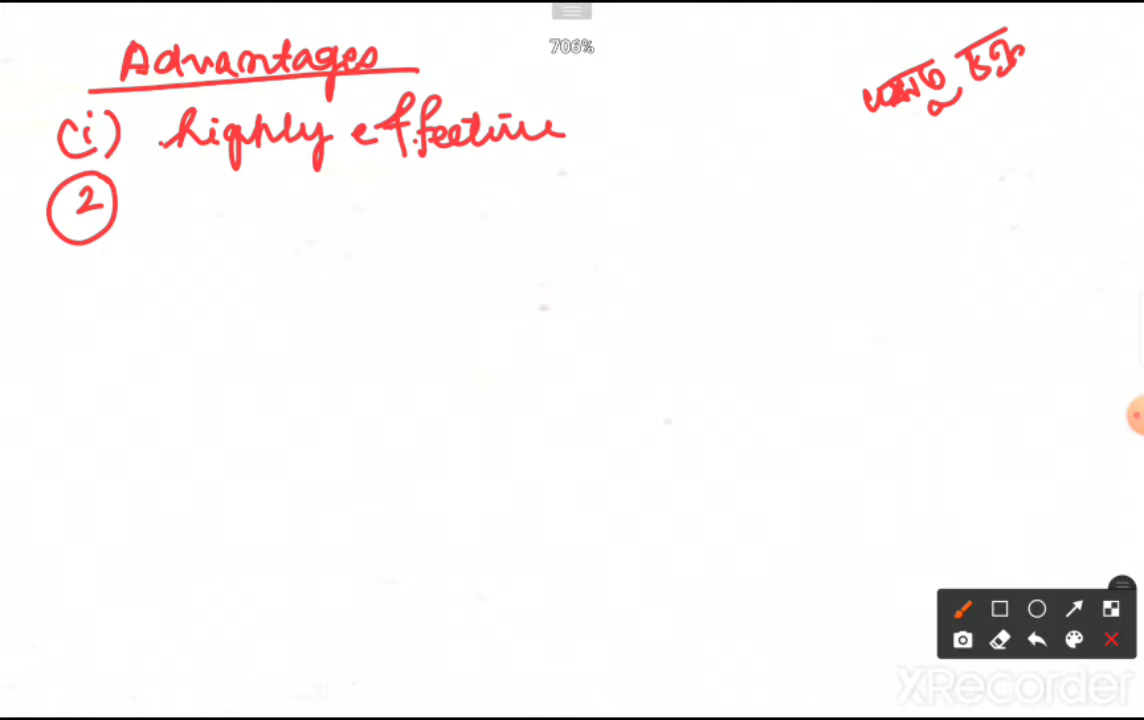 Advantages
706%
(i) highly effective
2
XRecorder